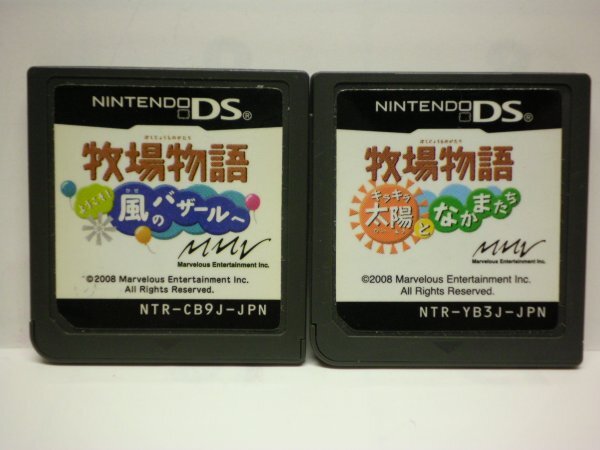 NINTENDO DS®
ぼくじょうものがたり
牧場物語
ようこそ!
かぜ
風のバザールへ
MMV
Marvelous Entertainment Inc.
©2008 Marvelous Entertainment Inc.
All Rights Reserved.
NTR-CB9J-JPN
NINTENDO DS®
ぼくじょうものがたり
牧場物語
キラキラ
太陽となかまたち
たいよう
MMV
Marvelous Entertainment Inc.
©2008 Marvelous Entertainment Inc.
All Rights Reserved.
NTR-YB3J-JPN